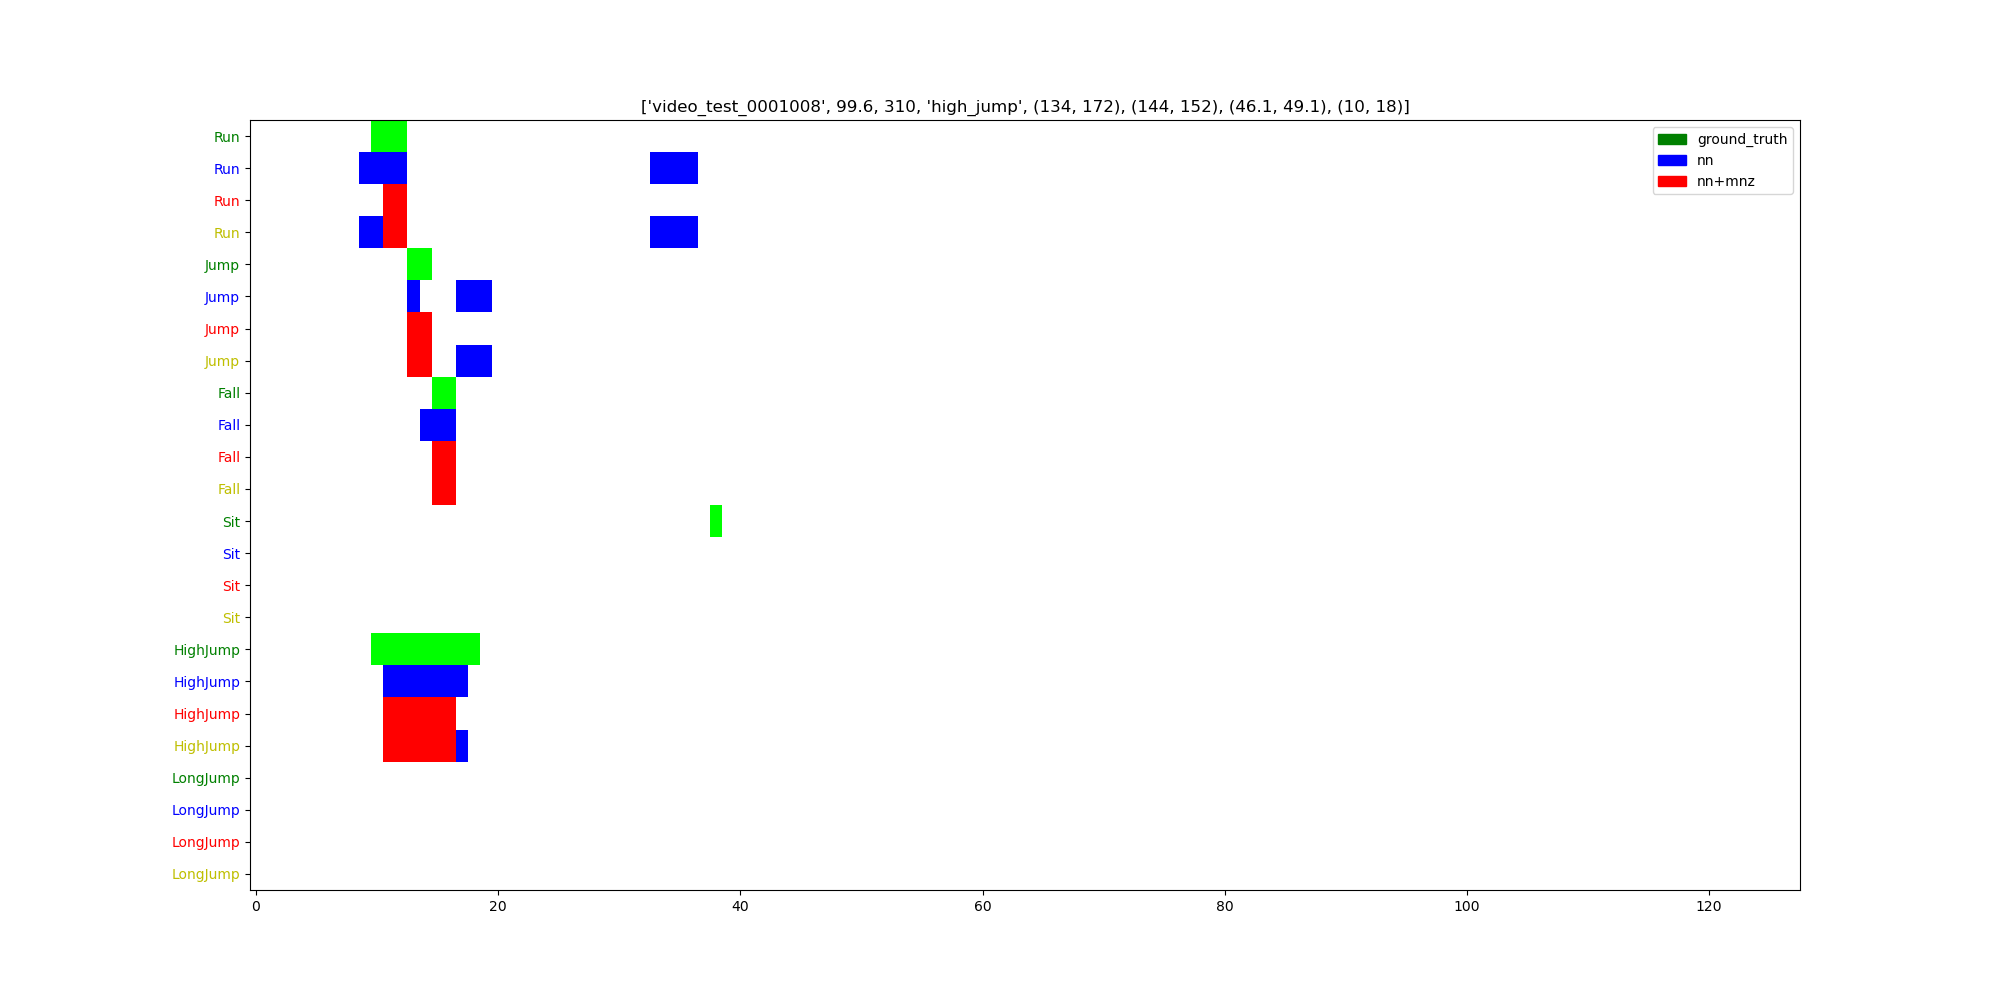 ['video_test_0001008', 99.6, 310, 'high_jump', (134, 172), (144, 152), (46.1, 49.1), (10, 18)]
ground_truth
nn
nn+mnz
Run
Run
Run
Run
Jump
Jump
Jump
Jump
Fall
Fall
Fall
Fall
Sit
Sit
Sit
Sit
HighJump
HighJump
HighJump
HighJump
LongJump
LongJump
LongJump
LongJump
0 20 40 60 80 100 120